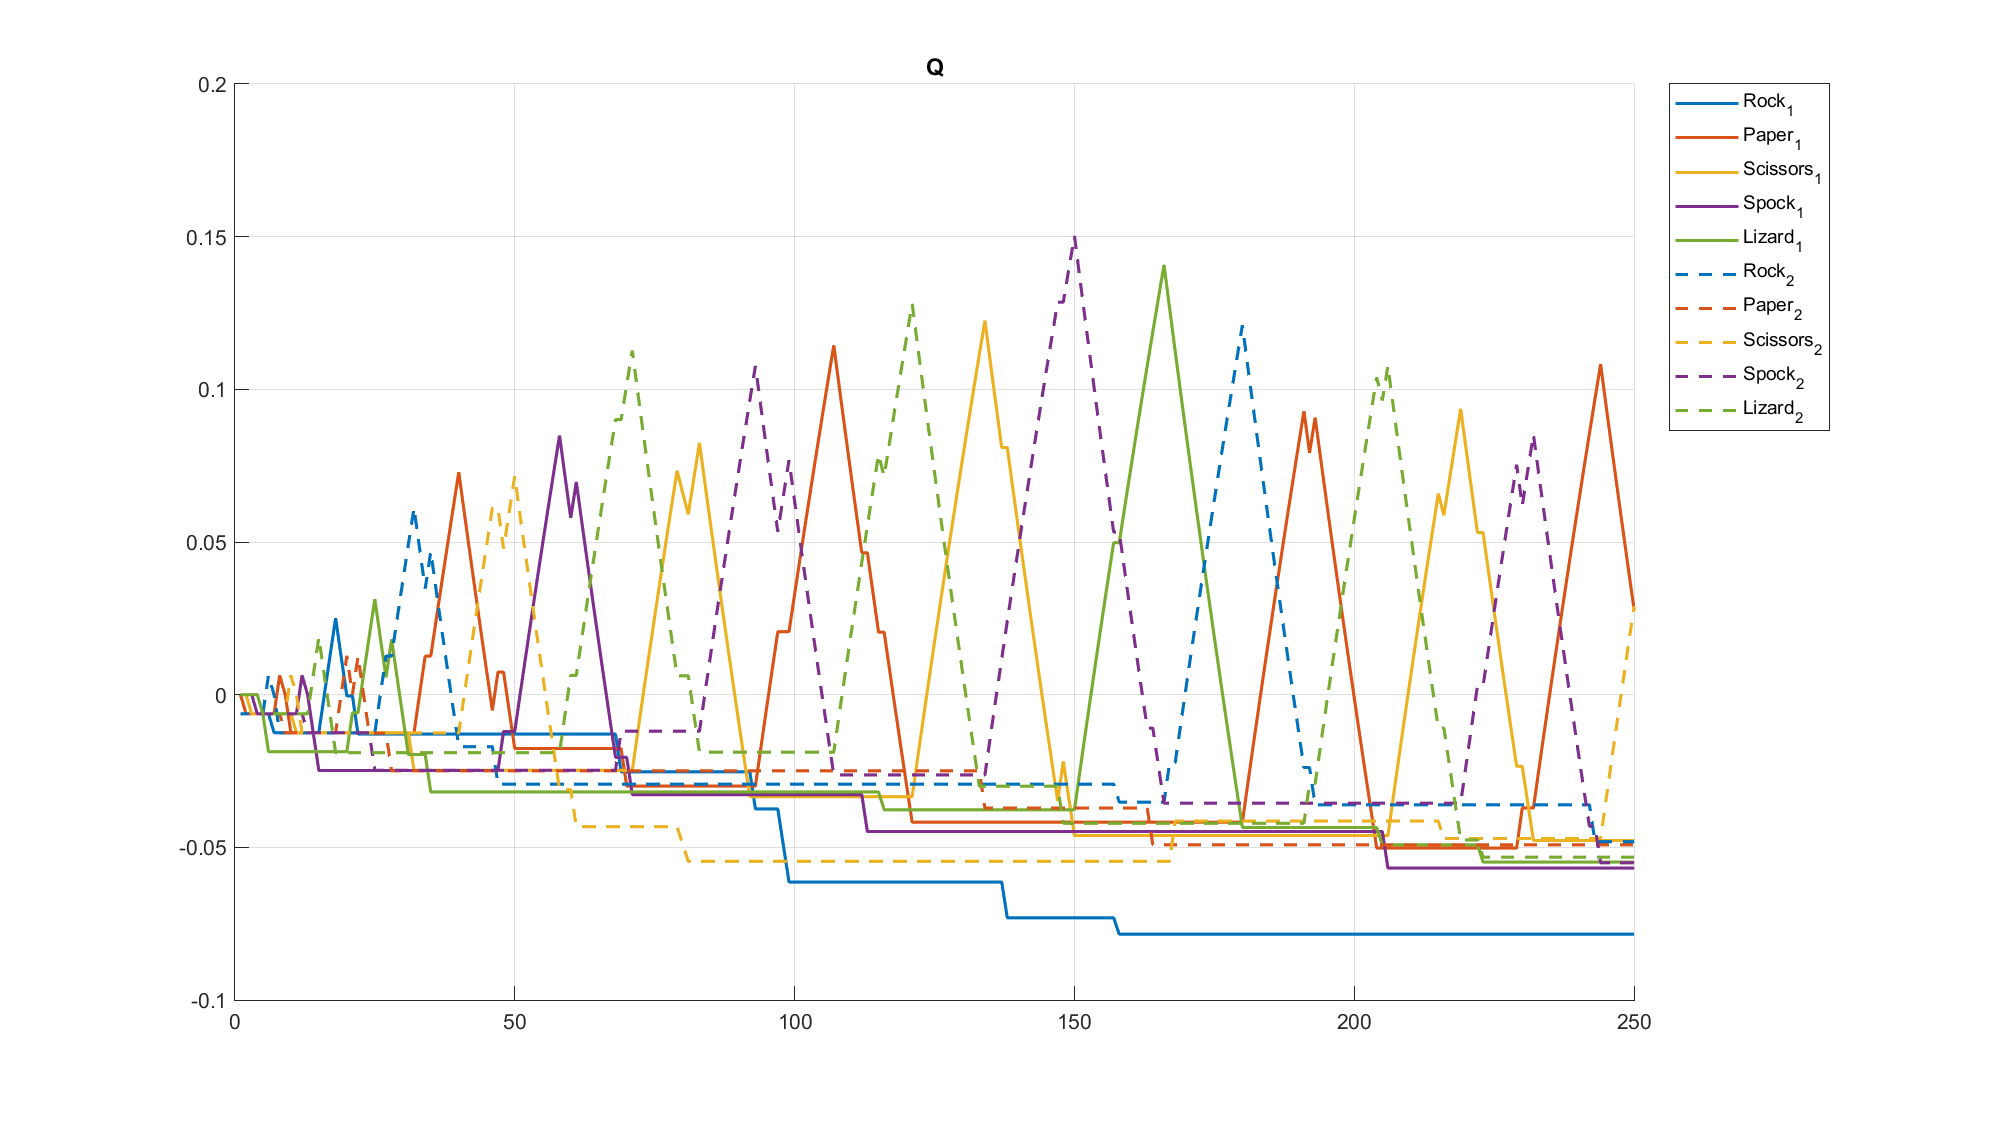 Q
0.2
0.15
0.1
0.05
0
-0.05
-0.1
0
50
100
150
200
250
Rock1
Paper1
Scissors1
Spock1
Lizard1
Rock2
Paper2
Scissors2
Spock2
Lizard2